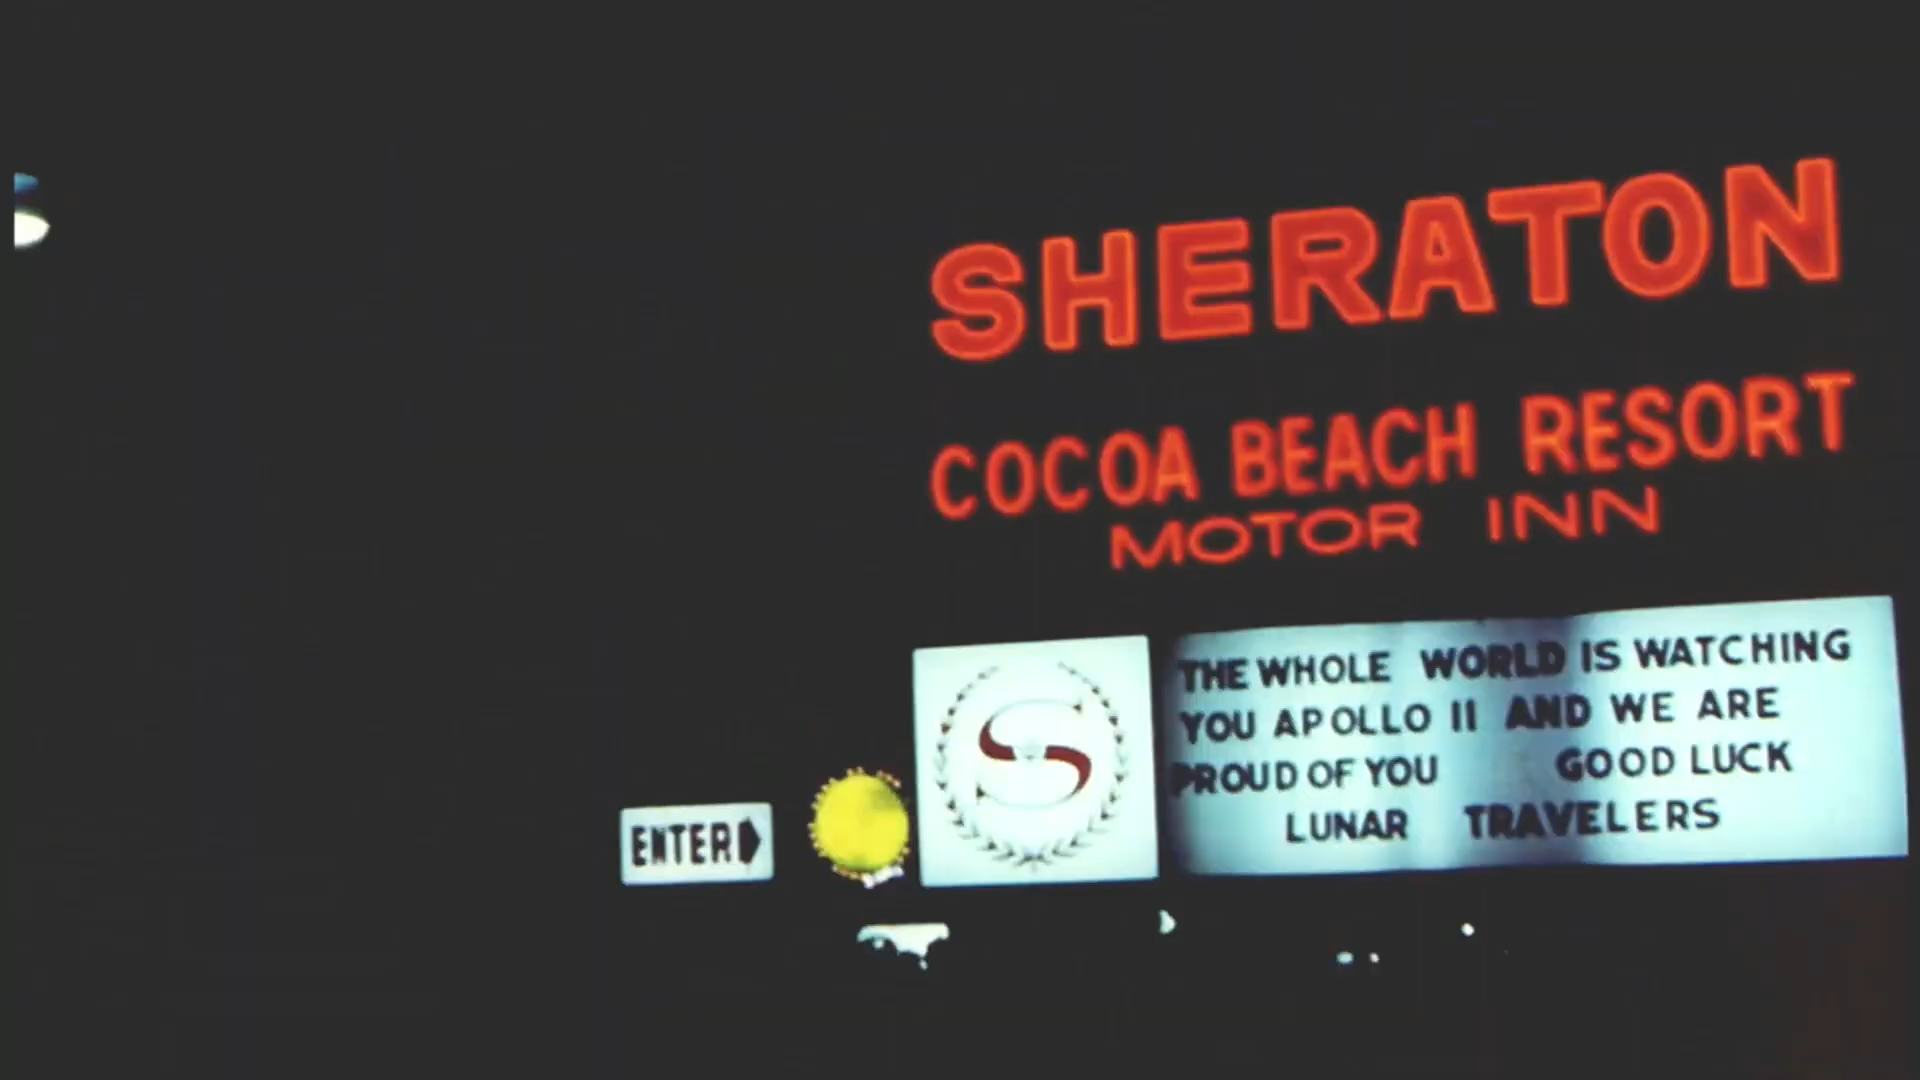 SHERATON
COCOA BEACH RESORT
MOTOR INN
THE WHOLE WORLD IS WATCHING
YOU APOLLO 11 AND WE ARE
PROUD OF YOU GOOD LUCK
LUNAR TRAVELERS
S
ENTER